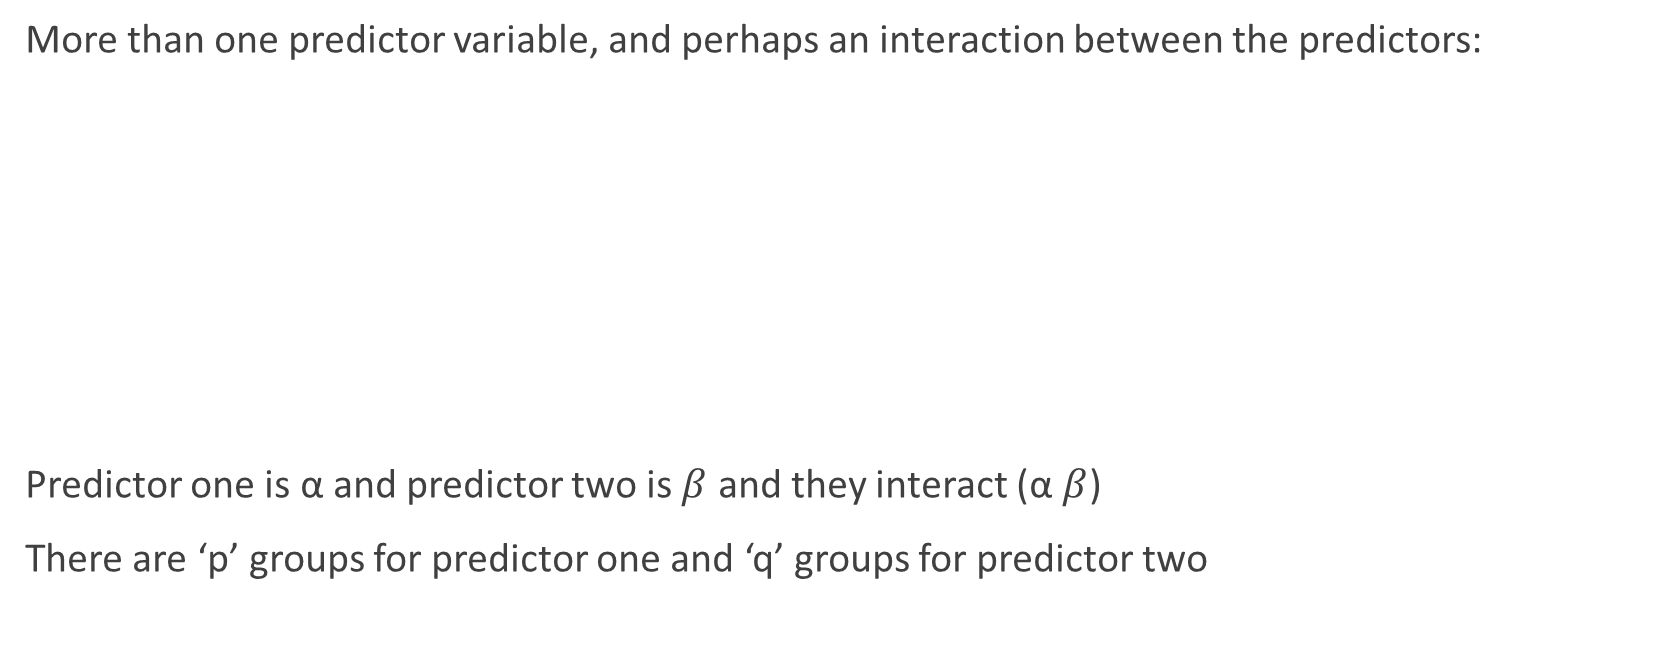 More than one predictor variable, and perhaps an interaction between the predictors:
Predictor one is α and predictor two is β and they interact (α β)
There are ‘p’ groups for predictor one and ‘q’ groups for predictor two